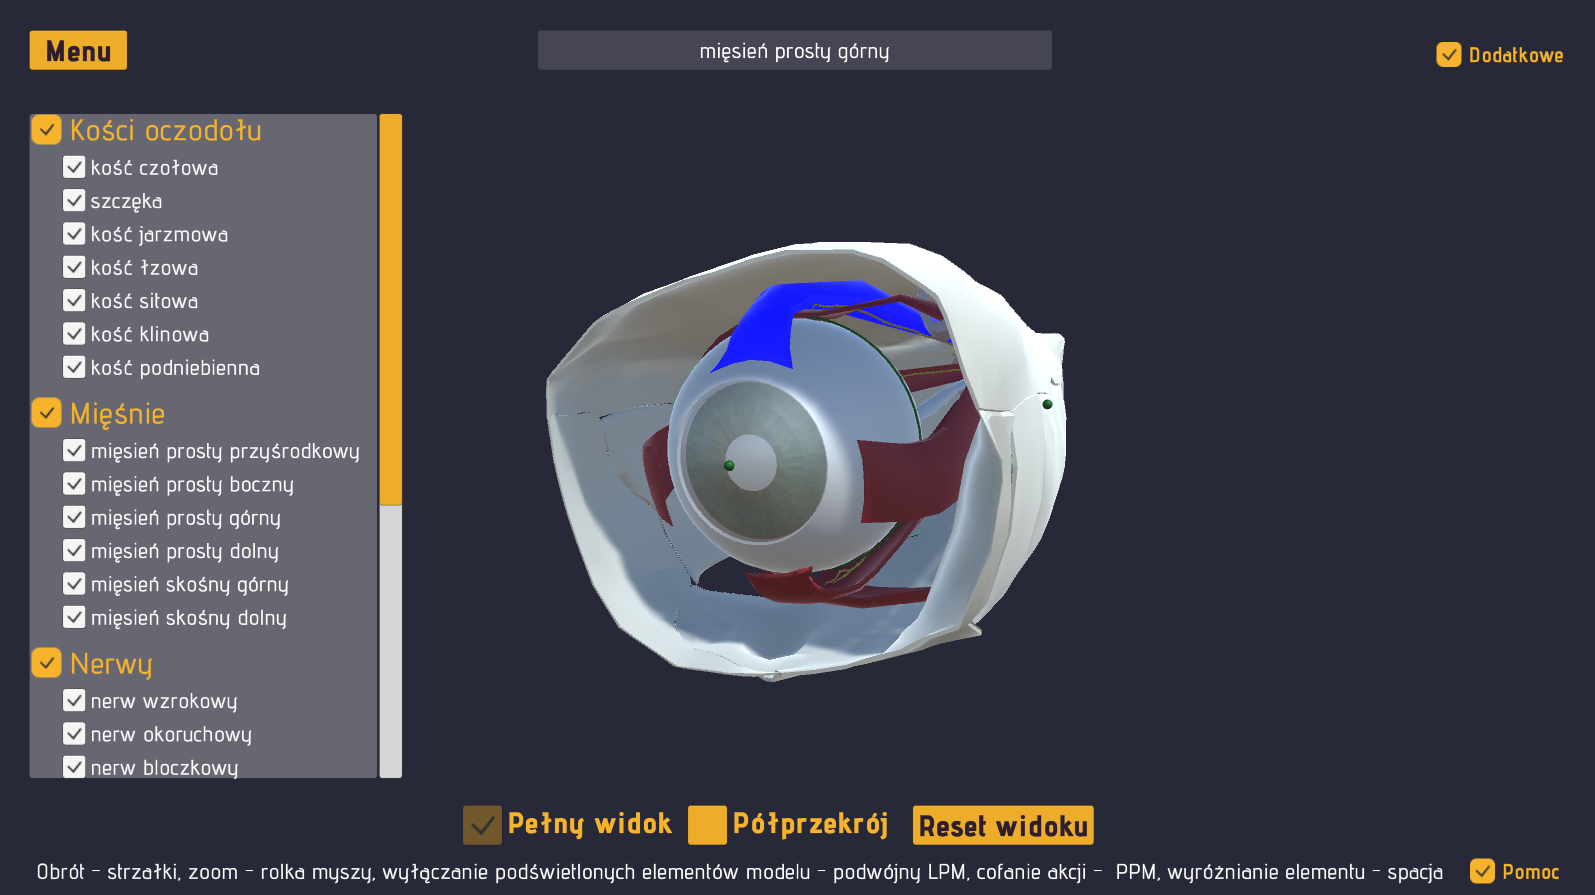 Menu
mięsień prosty górny
Dodatkowe
Kości oczodołu
kość czołowa
szczęka
kość jarzmowa
kość łzowa
kość sitowa
kość klinowa
kość podniebienna
Mięśnie
mięsień prosty przyśrodkowy
mięsień prosty boczny
mięsień prosty górny
mięsień prosty dolny
mięsień skośny górny
mięsień skośny dolny
Nerwy
nerw wzrokowy
nerw okoruchowy
nerw bloczkowy
Pełny widok
Półprzekrój
Reset widoku
Obrót - strzałki, zoom - rolka myszy, wyłączanie podświetlonych elementów modelu - podwójny LPM, cofanie akcji - PPM, wyróżnianie elementu - spacja
Pomoc